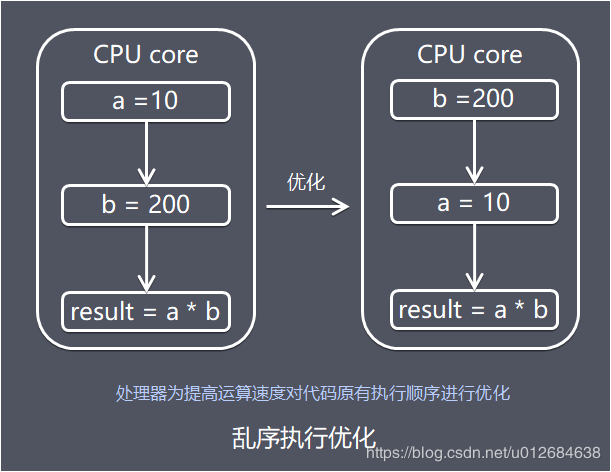 CPU core
a =10
b = 200
result = a * b
优化
CPU core
b =200
a = 10
result = a * b
处理器为提高运算速度对代码原有执行顺序进行优化
乱序执行优化
https://blog.csdn.net/u012684638